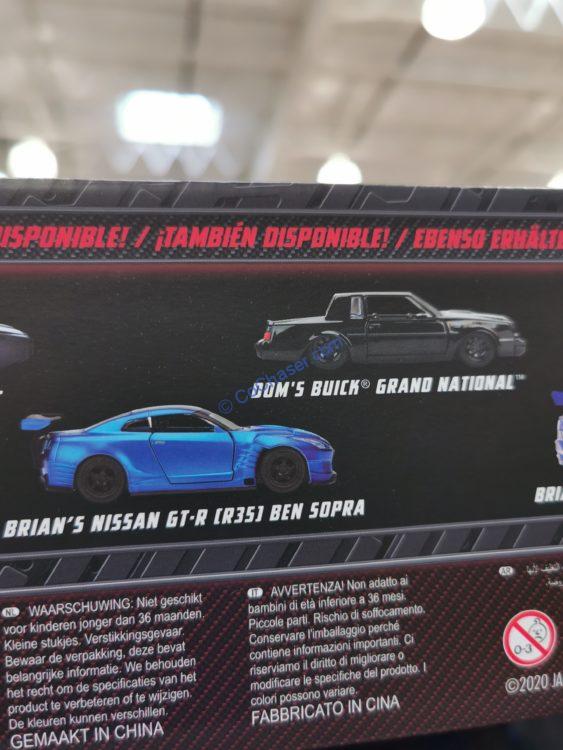 DISPONIBLE! / ¡TAMBIÉN DISPONIBLE! / EBENSO ERHÄLT
© CoChaser.com
DOM'S BUICK® GRAND NATIONAL™
BRIAN'S NISSAN GT-R (R35) BEN SOPRA
BRI
NL WAARSCHUWING: Niet geschikt
voor kinderen jonger dan 36 maanden.
Kleine stukjes. Verstikkingsgevaar.
Bewaar de verpakking, deze bevat
belangrijke informatie. We behouden
het recht om de specificaties van het
product te verbeteren of te wijzigen.
De kleuren kunnen verschillen.
GEMAAKT IN CHINA
IT AVVERTENZA! Non adatto ai
bambini di età inferiore a 36 mesi.
Piccole parti. Rischio di soffocamento.
Conservare l'imballaggio perché
contiene informazioni importanti. Ci
riserviamo il diritto di migliorare o
modificare le specifiche del prodotto. I
colori possono variare.
FABBRICATO IN CINA
AR
0-3
©2020 JA